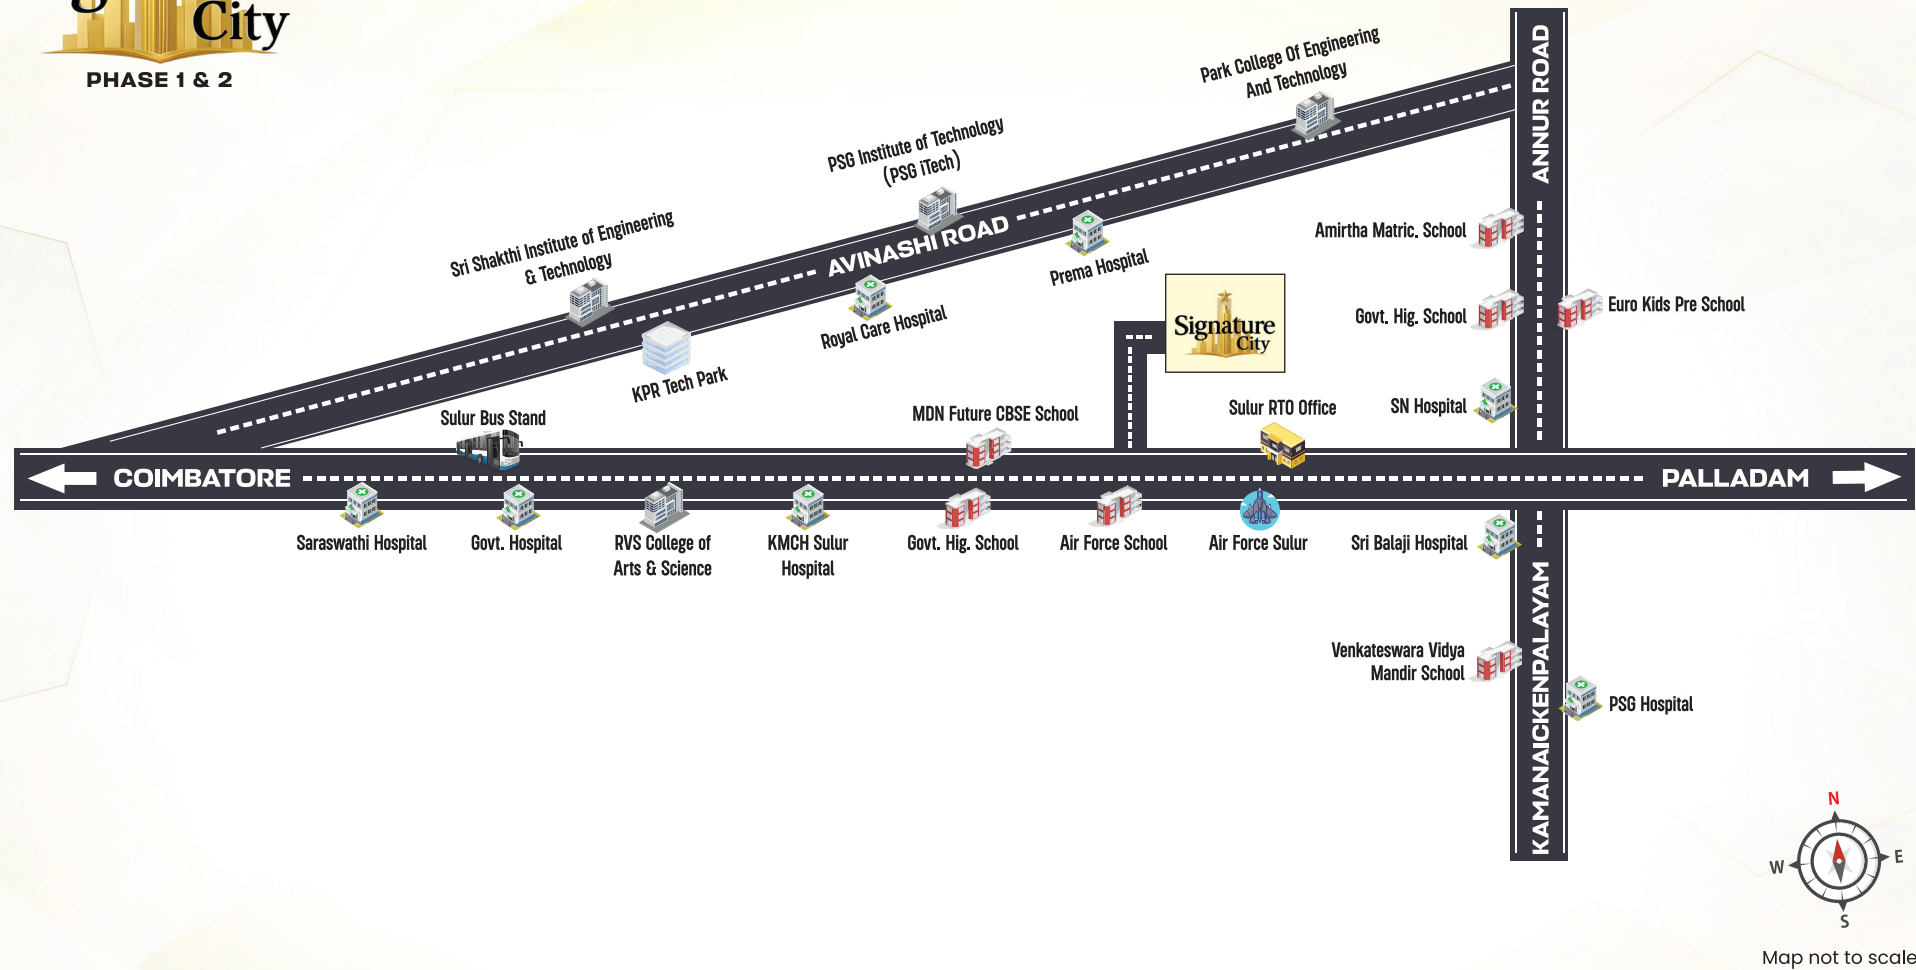 City
PHASE 1 & 2
Park College Of Engineering
And Technology
ANNUR ROAD
PSG Institute of Technology
(PSG iTech)
Sri Shakthi Institute of Engineering
& Technology
AVINASHI ROAD
Prema Hospital
Royal Care Hospital
KPR Tech Park
Amirtha Matric. School
Govt. Hig. School
Euro Kids Pre School
Signature
City
SN Hospital
Sulur Bus Stand
MDN Future CBSE School
Sulur RTO Office
COIMBATORE
PALLADAM
Saraswathi Hospital
Govt. Hospital
RVS College of
Arts & Science
KMCH Sulur
Hospital
Govt. Hig. School
Air Force School
Air Force Sulur
Sri Balaji Hospital
KAMANAICKENPALAYAM
Venkateswara Vidya
Mandir School
PSG Hospital
N
W
E
S
Map not to scale